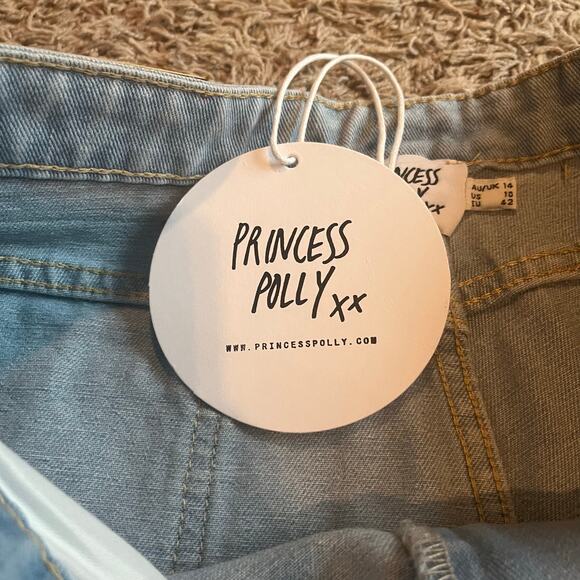 PRINCESS
POLLY xx
WWW.PRINCESSPOLLY.COM
AU/UK 14
US 10
EU 42